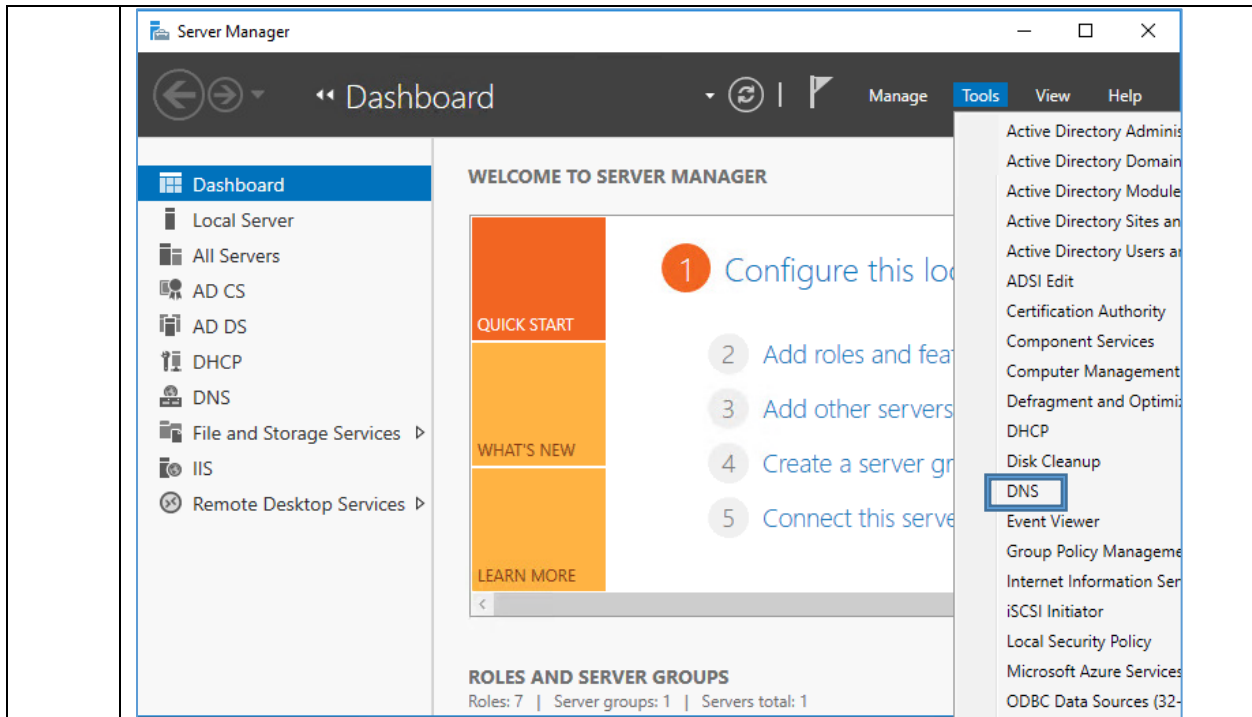 Server Manager
Dashboard
Manage Tools View Help
Dashboard
Local Server
All Servers
AD CS
AD DS
DHCP
DNS
File and Storage Services
IIS
Remote Desktop Services
WELCOME TO SERVER MANAGER
QUICK START
WHAT'S NEW
LEARN MORE
1 Configure this loc
2 Add roles and feat
3 Add other servers
4 Create a server gr
5 Connect this serve
ROLES AND SERVER GROUPS
Roles: 7 | Server groups: 1 | Servers total: 1
Active Directory Adminis
Active Directory Domain
Active Directory Module
Active Directory Sites an
Active Directory Users ar
ADSI Edit
Certification Authority
Component Services
Computer Management
Defragment and Optimiz
DHCP
Disk Cleanup
DNS
Event Viewer
Group Policy Manageme
Internet Information Ser
iSCSI Initiator
Local Security Policy
Microsoft Azure Services
ODBC Data Sources (32-